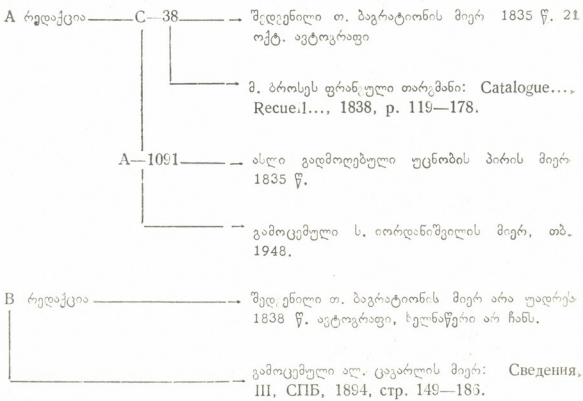 A რედაქცია C—38 შედგენილი თ. ბაგრატიონის მიერ 1835 წ. 21
ოქტ. ავტოგრაფი
მ. ბროსეს ფრანგული თარგმანი: Catalogue...,
Recueil..., 1838, p. 119—178.
A—1091 ასლი გადმოღებული უცნობის პირის მიერ
1835 წ.
გამოცემული ს. იორდანიშვილის მიერ, თბ.
1948.
B რედაქცია შედგენილი თ. ბაგრატიონის მიერ არა უადრეს
1838 წ. ავტოგრაფი, ხელნაწერი არ ჩანს.
გამოცემული ალ. ცაგარლის მიერ: Сведения,
III, СПБ, 1894, стр. 149—186.